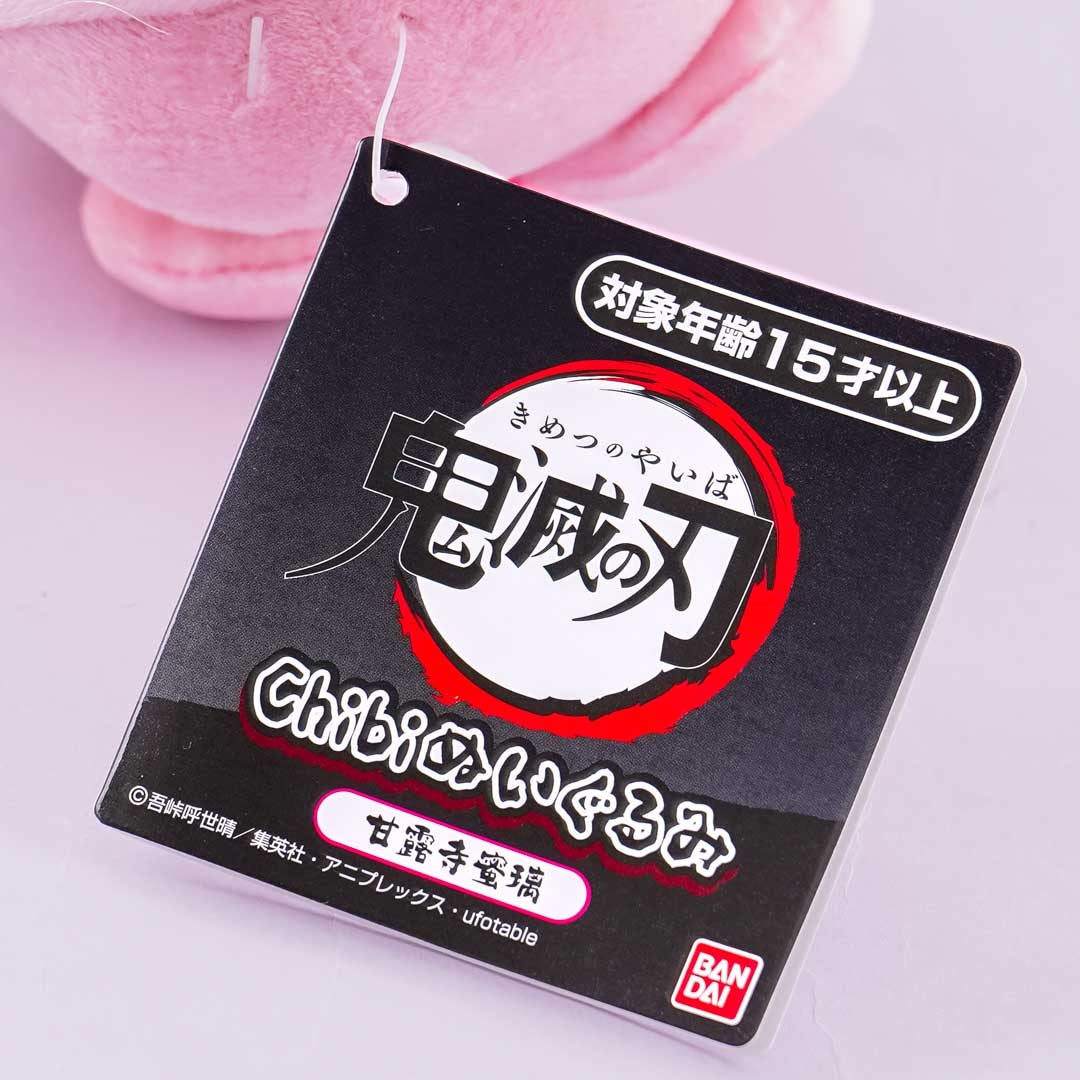 対象年齢15才以上
きめつのやいば
鬼滅の刃
Chibiぬいぐるみ
甘露寺蜜璃
©吾峠呼世晴／集英社・アニプレックス・ufotable
BAN
DAI